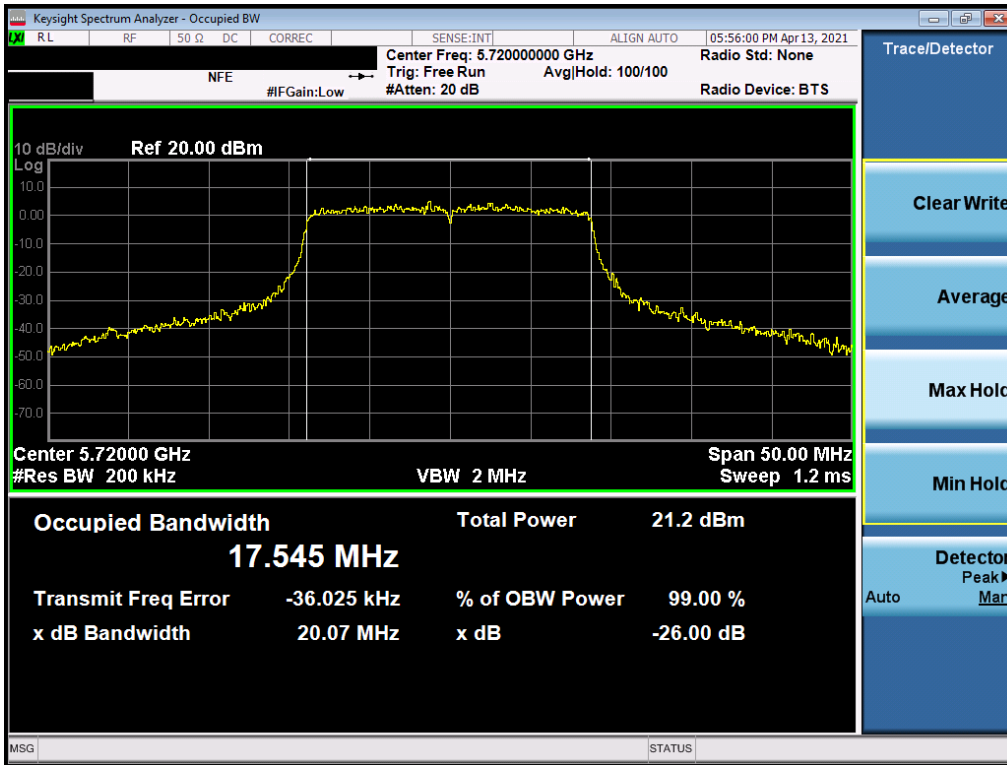 Keysight Spectrum Analyzer - Occupied BW
LXI RL RF 50 Ω DC CORREC SENSE:INT ALIGN AUTO 05:56:00 PM Apr 13, 2021
Center Freq: 5.720000000 GHz Radio Std: None
NFE Trig: Free Run Avg|Hold: 100/100
#IFGain:Low #Atten: 20 dB Radio Device: BTS
10 dB/div Ref 20.00 dBm
Log
10.0
0.00
-10.0
-20.0
-30.0
-40.0
-50.0
-60.0
-70.0
Center 5.72000 GHz Span 50.00 MHz
#Res BW 200 kHz VBW 2 MHz Sweep 1.2 ms
Occupied Bandwidth Total Power 21.2 dBm
17.545 MHz
Transmit Freq Error -36.025 kHz % of OBW Power 99.00 %
x dB Bandwidth 20.07 MHz x dB -26.00 dB
MSG STATUS
Trace/Detector
Clear Write
Average
Max Hold
Min Hold
Detector
Peak
Auto Man